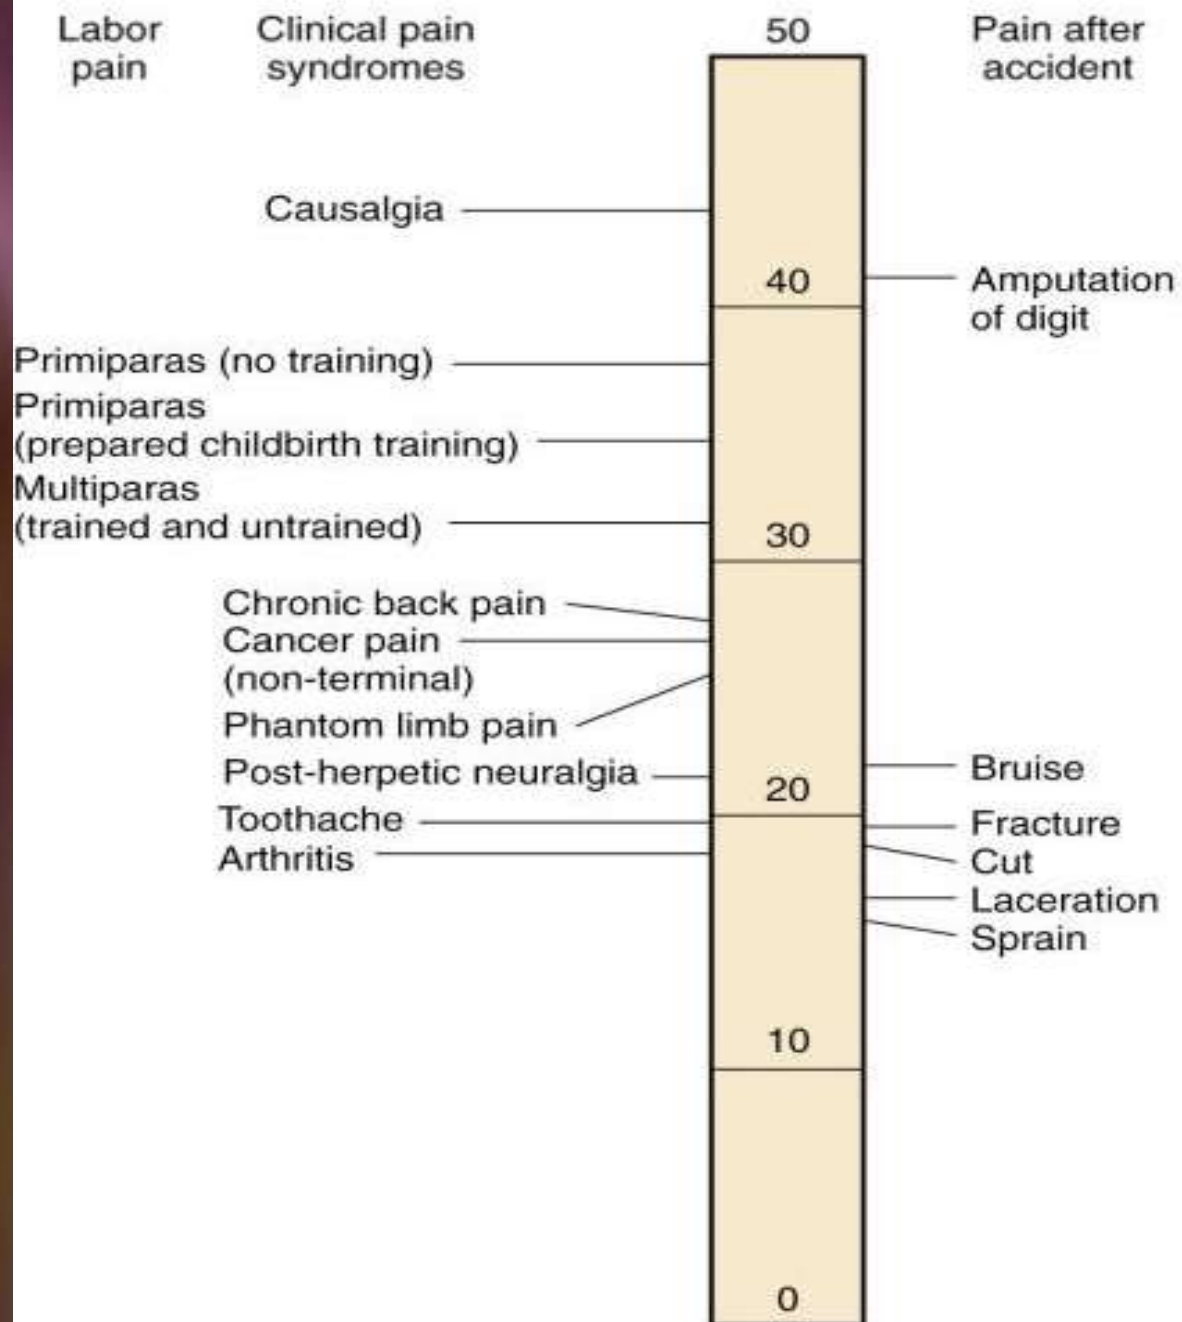 Labor
pain
Clinical pain
syndromes
50
Pain after
accident
Causalgia
40
Amputation
of digit
Primiparas (no training)
Primiparas
(prepared childbirth training)
Multiparas
(trained and untrained)
30
Chronic back pain
Cancer pain
(non-terminal)
Phantom limb pain
Post-herpetic neuralgia
Bruise
20
Toothache
Fracture
Arthritis
Cut
Laceration
Sprain
10
0